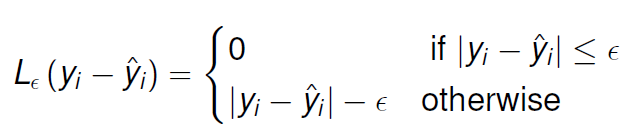 L_ϵ (y_i − ŷ_i) = { 0 if |y_i − ŷ_i| ≤ ϵ
|y_i − ŷ_i| − ϵ otherwise